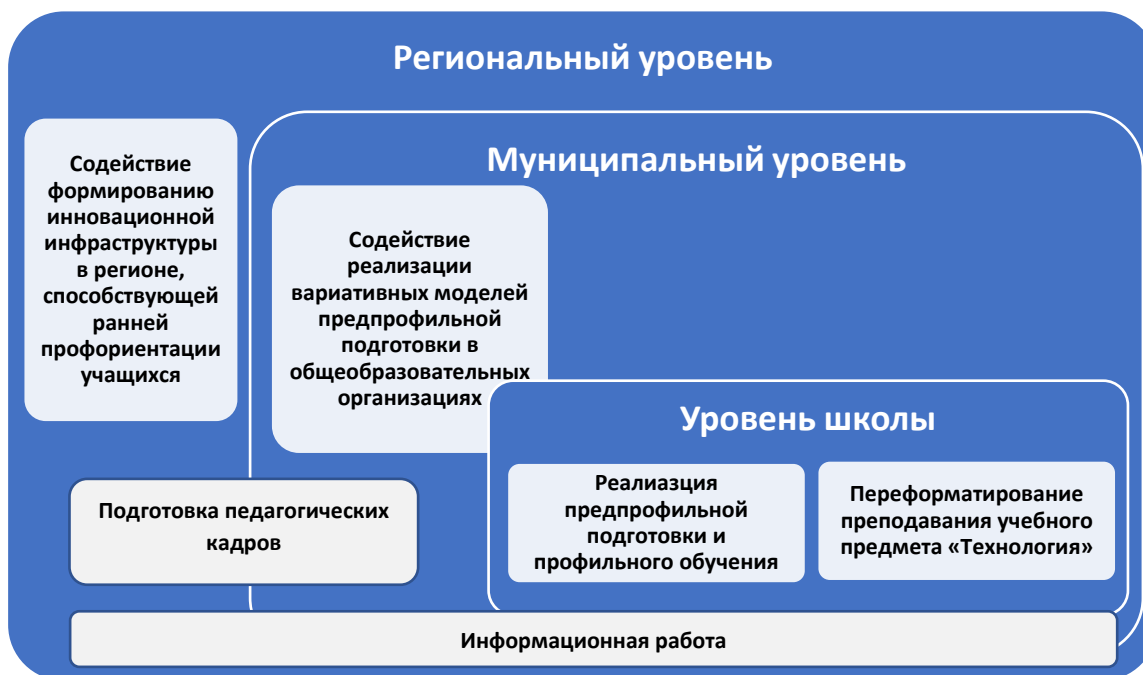 Региональный уровень
Содействие
формированию
инновационной
инфраструктуры
в регионе,
способствующей
ранней
профориентации
учащихся
Муниципальный уровень
Содействие
реализации
вариативных моделей
предпрофильной
подготовки в
общеобразовательных
организациях
Уровень школы
Реалиазция
предпрофильной
подготовки и
профильного обучения
Переформатирование
преподавания учебного
предмета «Технология»
Подготовка педагогических
кадров
Информационная работа